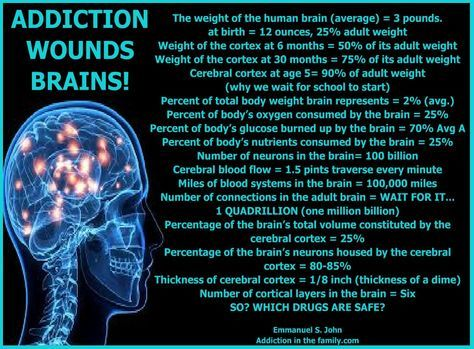 ADDICTION
WOUNDS
BRAINS!
The weight of the human brain (average) = 3 pounds.
at birth = 12 ounces, 25% adult weight
Weight of the cortex at 6 months = 50% of its adult weight
Weight of the cortex at 30 months = 75% of its adult weight
Cerebral cortex at age 5= 90% of adult weight
(why we wait for school to start)
Percent of total body weight brain represents = 2% (avg.)
Percent of body's oxygen consumed by the brain = 25%
Percent of body's glucose burned up by the brain = 70% Avg A
Percent of body's nutrients consumed by the brain = 25%
Number of neurons in the brain= 100 billion
Cerebral blood flow = 1.5 pints traverse every minute
Miles of blood systems in the brain = 100,000 miles
Number of connections in the adult brain = WAIT FOR IT...
1 QUADRILLION (one million billion)
Percentage of the brain's total volume constituted by the
cerebral cortex = 25%
Percentage of the brain's neurons housed by the cerebral
cortex = 80-85%
Thickness of cerebral cortex = 1/8 inch (thickness of a dime)
Number of cortical layers in the brain = Six
SO? WHICH DRUGS ARE SAFE?
Emmanuel S. John
Addiction in the family.com